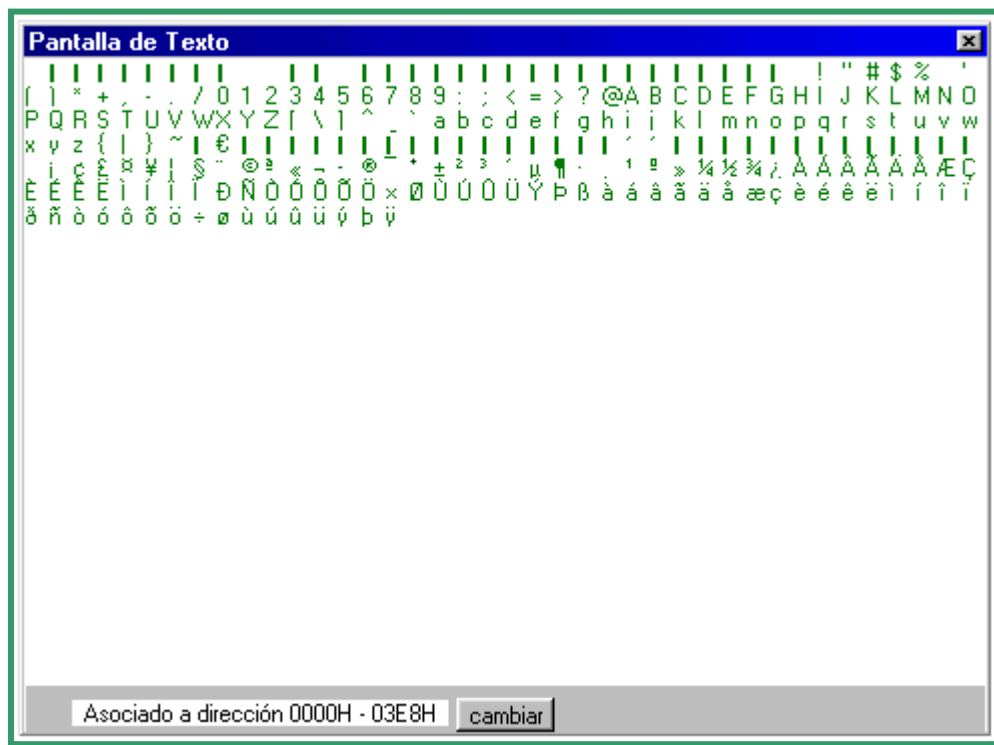 Pantalla de Texto
! " # $ % '
( ) * + , - . / 0 1 2 3 4 5 6 7 8 9 : ; < = > ? @ A B C D E F G H I J K L M N O
P Q R S T U V W X Y Z [ \ ] ^ _ ` a b c d e f g h i j k l m n o p q r s t u v w
x y z { | } ~ €
¡ ¢ £ ¤ ¥ ¦ § ¨ © ª « ¬ - ® ¯ ° ± ² ³ ´ µ ¶ · ¸ ¹ º » ¼ ½ ¾ ¿ À Á Â Ã Ä Å Æ Ç
È É Ê Ë Ì Í Î Ï Ð Ñ Ò Ó Ô Õ Ö × Ø Ù Ú Û Ü Ý Þ ß à á â ã ä å æ ç è é ê ë ì í î ï
ð ñ ò ó ô õ ö ÷ ø ù ú û ü ý þ ÿ
Asociado a dirección 0000H - 03E8H cambiar